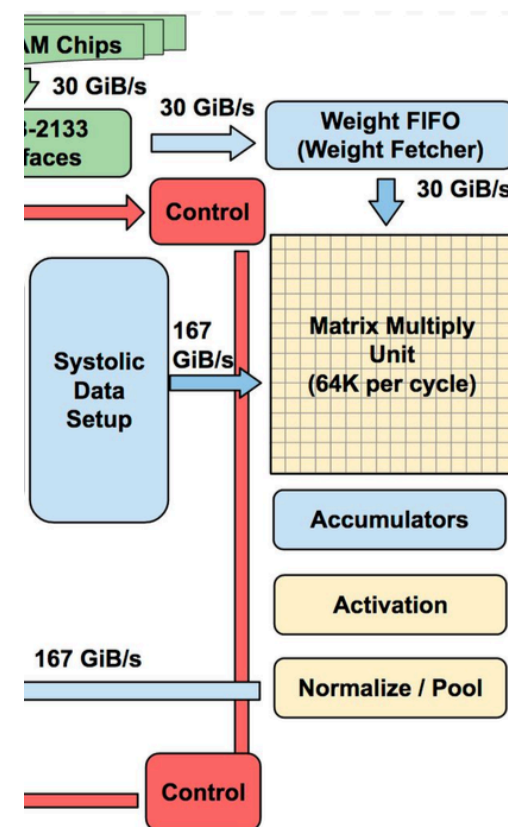 AM Chips
30 GiB/s
30 GiB/s
-2133
faces
Weight FIFO
(Weight Fetcher)
30 GiB/s
Control
167
GiB/s
Systolic
Data
Setup
Matrix Multiply
Unit
(64K per cycle)
Accumulators
Activation
167 GiB/s
Normalize / Pool
Control